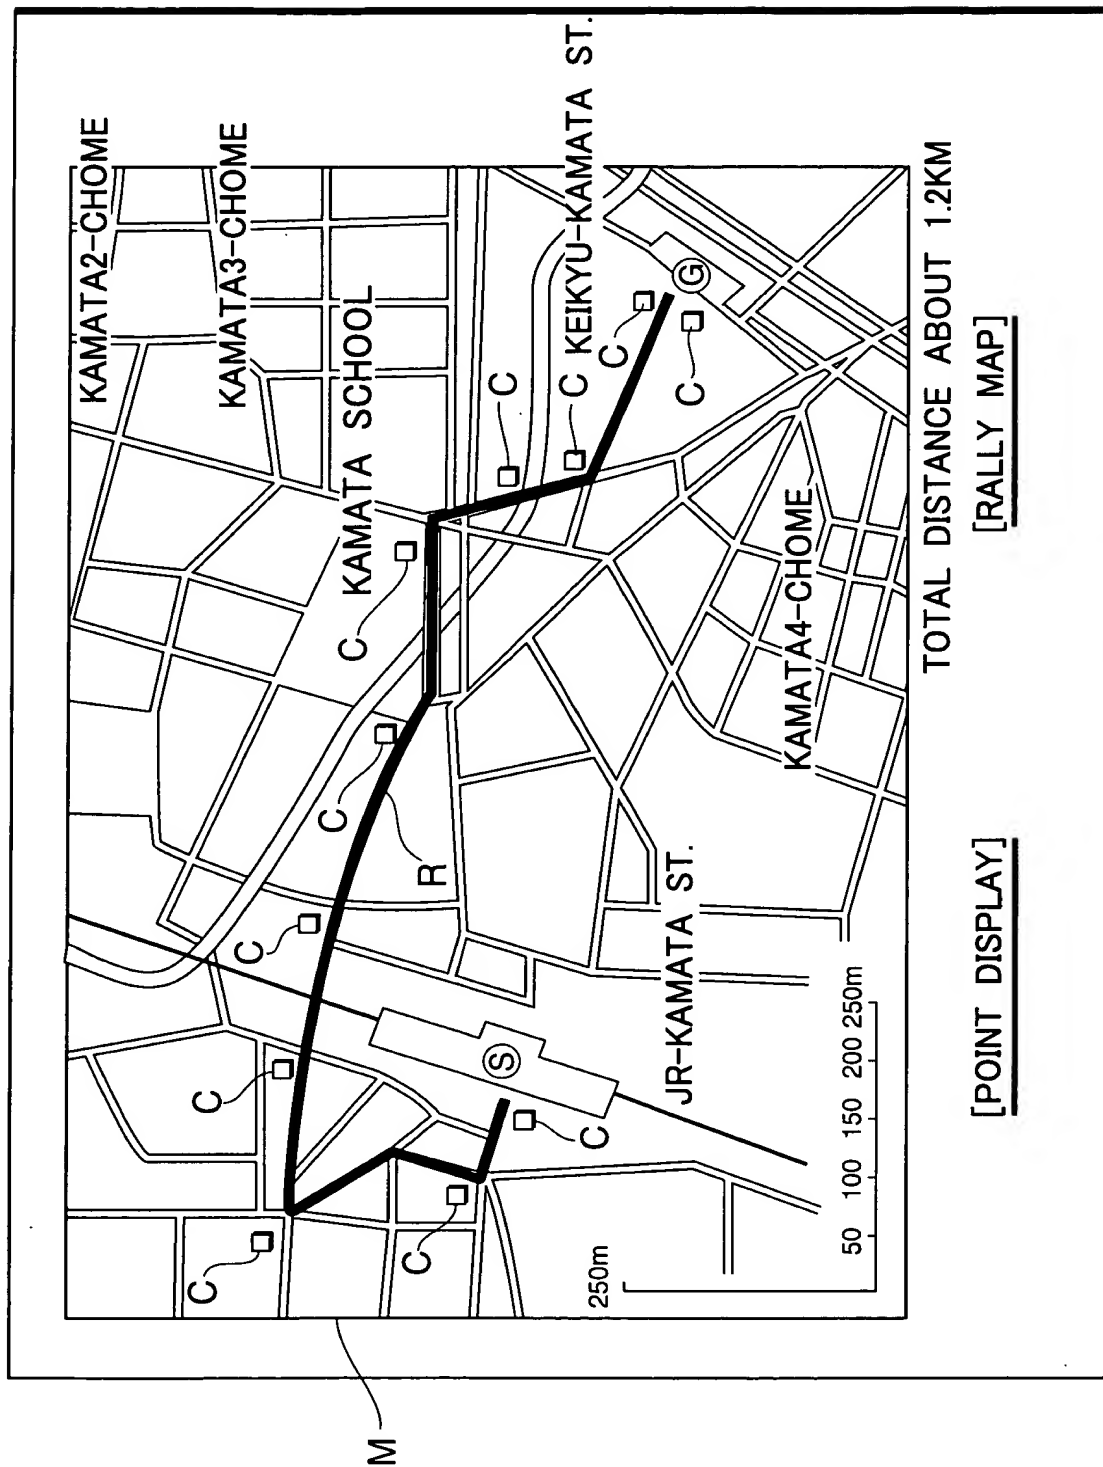 KAMATA2-CHOME
C
C
KAMATA3-CHOME
C
C
C
KAMATA SCHOOL
M
C
R
S
C
C
KEIKYU-KAMATA ST.
250m
C
C
JR-KAMATA ST.
C
G
KAMATA4-CHOME
50 100 150 200 250m
TOTAL DISTANCE ABOUT 1.2KM
[POINT DISPLAY]
[RALLY MAP]